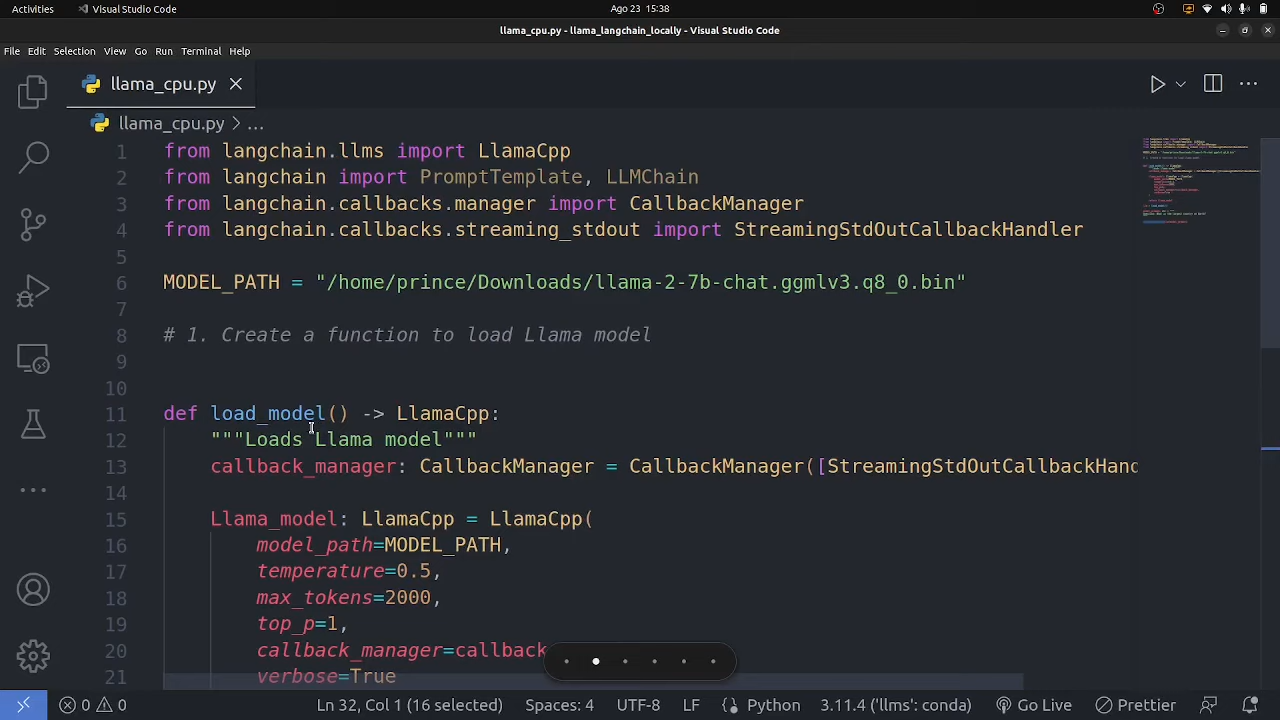 Activities
Visual Studio Code
Ago 23 15:38
llama_cpu.py - llama_langchain_locally - Visual Studio Code
File Edit Selection View Go Run Terminal Help
llama_cpu.py
llama_cpu.py > ...
1 from langchain.llms import LlamaCpp
2 from langchain import PromptTemplate, LLMChain
3 from langchain.callbacks.manager import CallbackManager
4 from langchain.callbacks.streaming_stdout import StreamingStdOutCallbackHandler
5
6 MODEL_PATH = "/home/prince/Downloads/llama-2-7b-chat.ggmlv3.q8_0.bin"
7
8 # 1. Create a function to load Llama model
9
10
11 def load_model() -> LlamaCpp:
12 """Loads Llama model"""
13 callback_manager: CallbackManager = CallbackManager([StreamingStdOutCallbackHand
14
15 Llama_model: LlamaCpp = LlamaCpp(
16 model_path=MODEL_PATH,
17 temperature=0.5,
18 max_tokens=2000,
19 top_p=1,
20 callback_manager=callback
21 verbose=True
0 0 Ln 32, Col 1 (16 selected) Spaces: 4 UTF-8 LF Python 3.11.4 ('llms': conda) Go Live Prettier